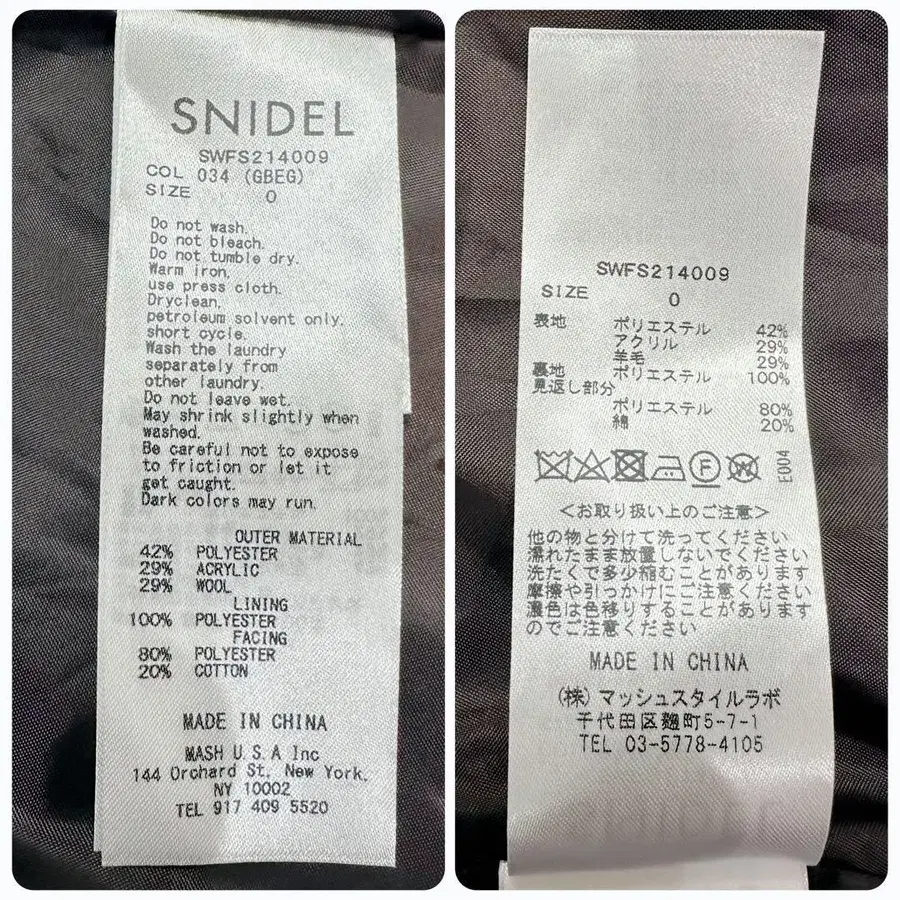 SNIDEL
SWFS214009
COL 034 (GBEG)
SIZE 0
Do not wash.
Do not bleach.
Do not tumble dry.
Warm iron.
use press cloth.
Dryclean.
petroleum solvent only.
short cycle.
Wash the laundry
separately from
other laundry.
Do not leave wet.
May shrink slightly when
washed.
Be careful not to expose
to friction or let it
get caught.
Dark colors may run.
OUTER MATERIAL
42% POLYESTER
29% ACRYLIC
29% WOOL
LINING
100% POLYESTER
FACING
80% POLYESTER
20% COTTON
MADE IN CHINA
MASH U.S.A Inc
144 Orchard St. New York.
NY 10002
TEL 917 409 5520
SWFS214009
SIZE 0
表地 ポリエステル 42%
アクリル 29%
羊毛 29%
裏地 ポリエステル 100%
見返し部分
ポリエステル 80%
綿 20%
F
E004
<お取り扱い上のご注意>
他の物と分けて洗ってください
濡れたまま放置しないでください
洗たくで多少縮むことがあります
摩擦や引っかけにご注意ください
濃色は色移りすることがあります
のでご注意ください
MADE IN CHINA
(株)マッシュスタイルラボ
千代田区麹町5-7-1
TEL 03-5778-4105